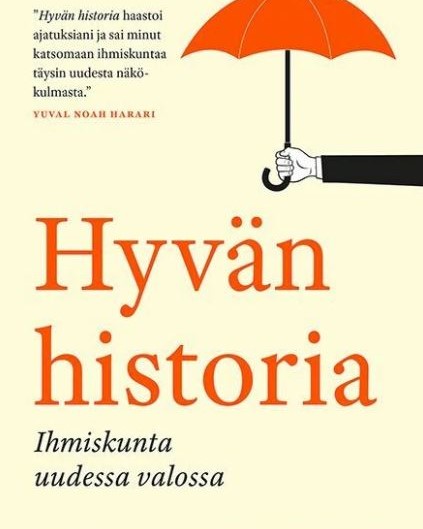 ”Hyvän historia haastoi
ajatuksiani ja sai minut
katsomaan ihmiskuntaa
täysin uudesta näkö-
kulmasta.”
YUVAL NOAH HARARI
Hyvän
historia
Ihmiskunta
uudessa valossa